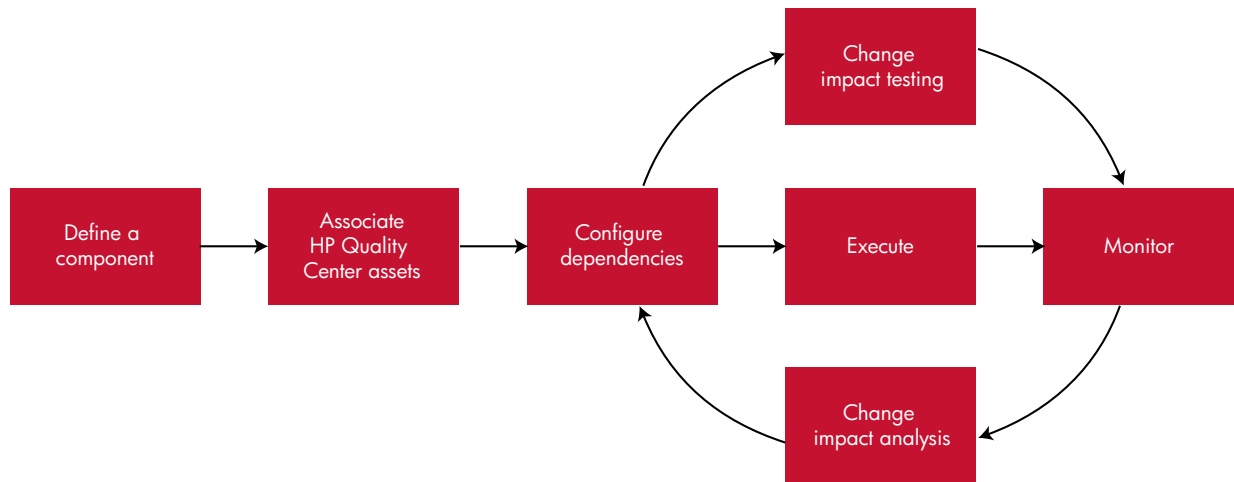 Change
impact testing
Define a
component
Associate
HP Quality
Center assets
Configure
dependencies
Execute
Monitor
Change
impact analysis